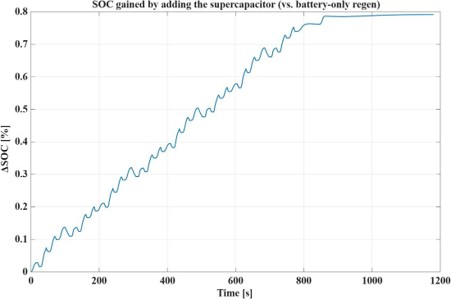 SOC gained by adding the supercapacitor (vs. battery-only regen)
0.8
0.7
0.6
0.5
0.4
0.3
0.2
0.1
0
ΔSOC [%]
0 200 400 600 800 1000 1200
Time [s]